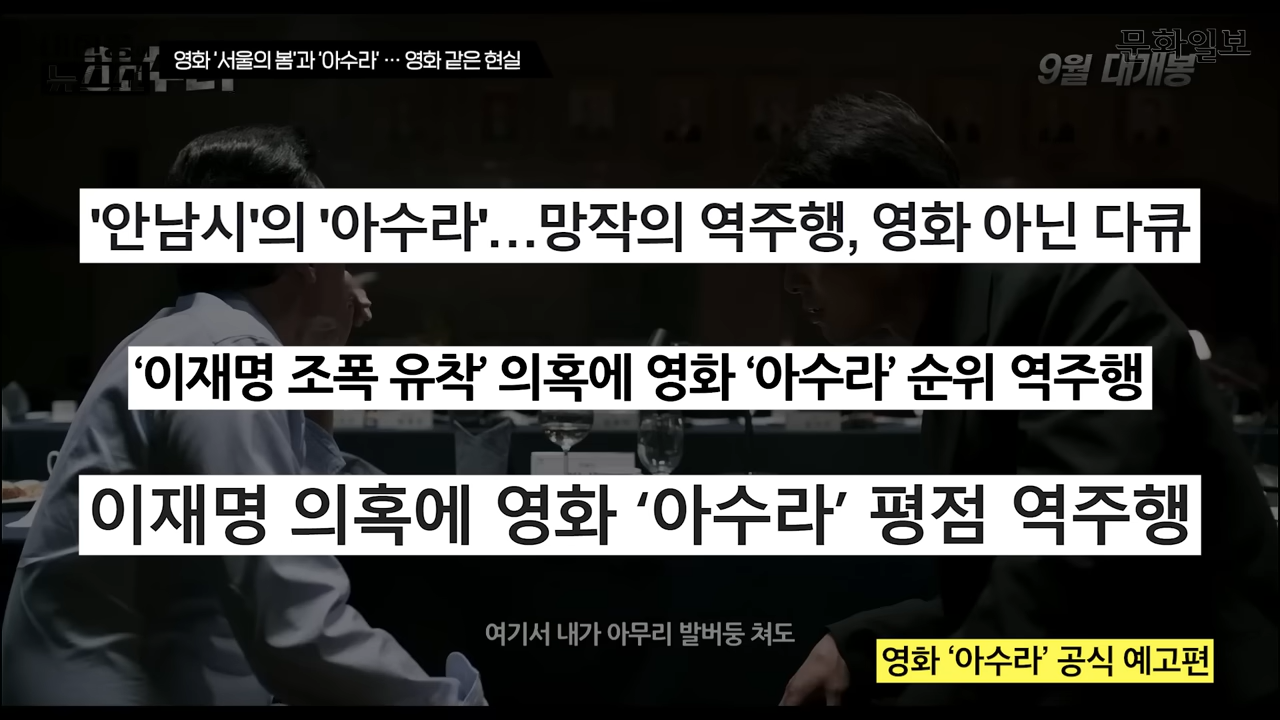 영화 '서울의 봄'과 '아수라' … 영화 같은 현실
문화일보
9월 대개봉
'안남시'의 '아수라'...망작의 역주행, 영화 아닌 다큐
‘이재명 조폭 유착’ 의혹에 영화 ‘아수라’ 순위 역주행
이재명 의혹에 영화 ‘아수라’ 평점 역주행
여기서 내가 아무리 발버둥 쳐도
영화 ‘아수라’ 공식 예고편